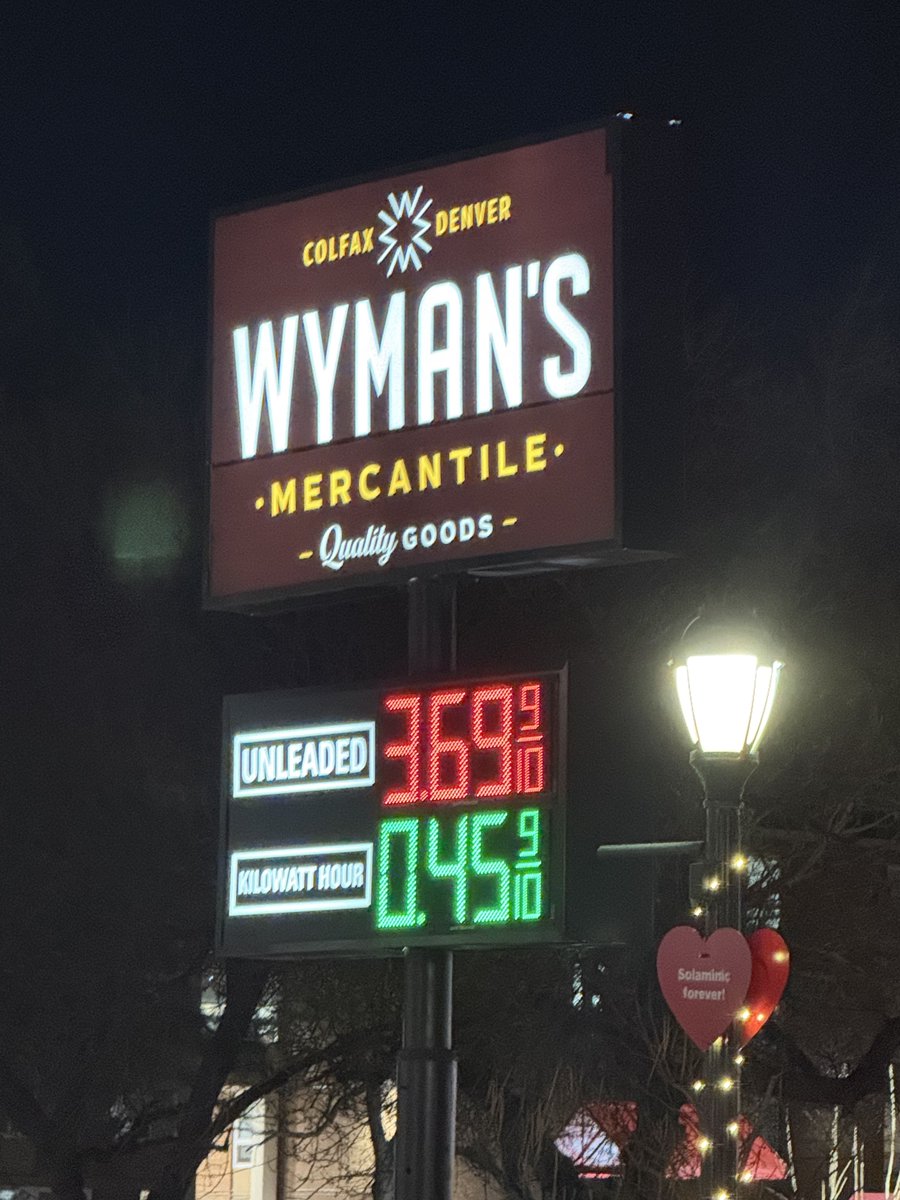 COLFAX DENVER
WYMAN'S
·MERCANTILE·
– Quality GOODS –
UNLEADED 3.69 9/10
KILOWATT HOUR 0.45 9/10
Solaminic
forever!